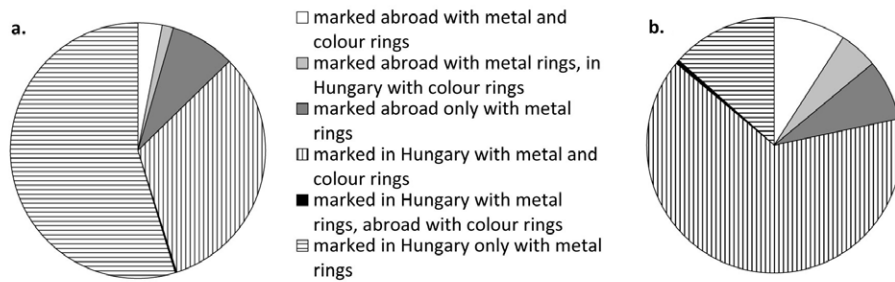 a.
marked abroad with metal and
colour rings
marked abroad with metal rings, in
Hungary with colour rings
marked abroad only with metal
rings
marked in Hungary with metal and
colour rings
marked in Hungary with metal
rings, abroad with colour rings
marked in Hungary only with metal
rings
b.